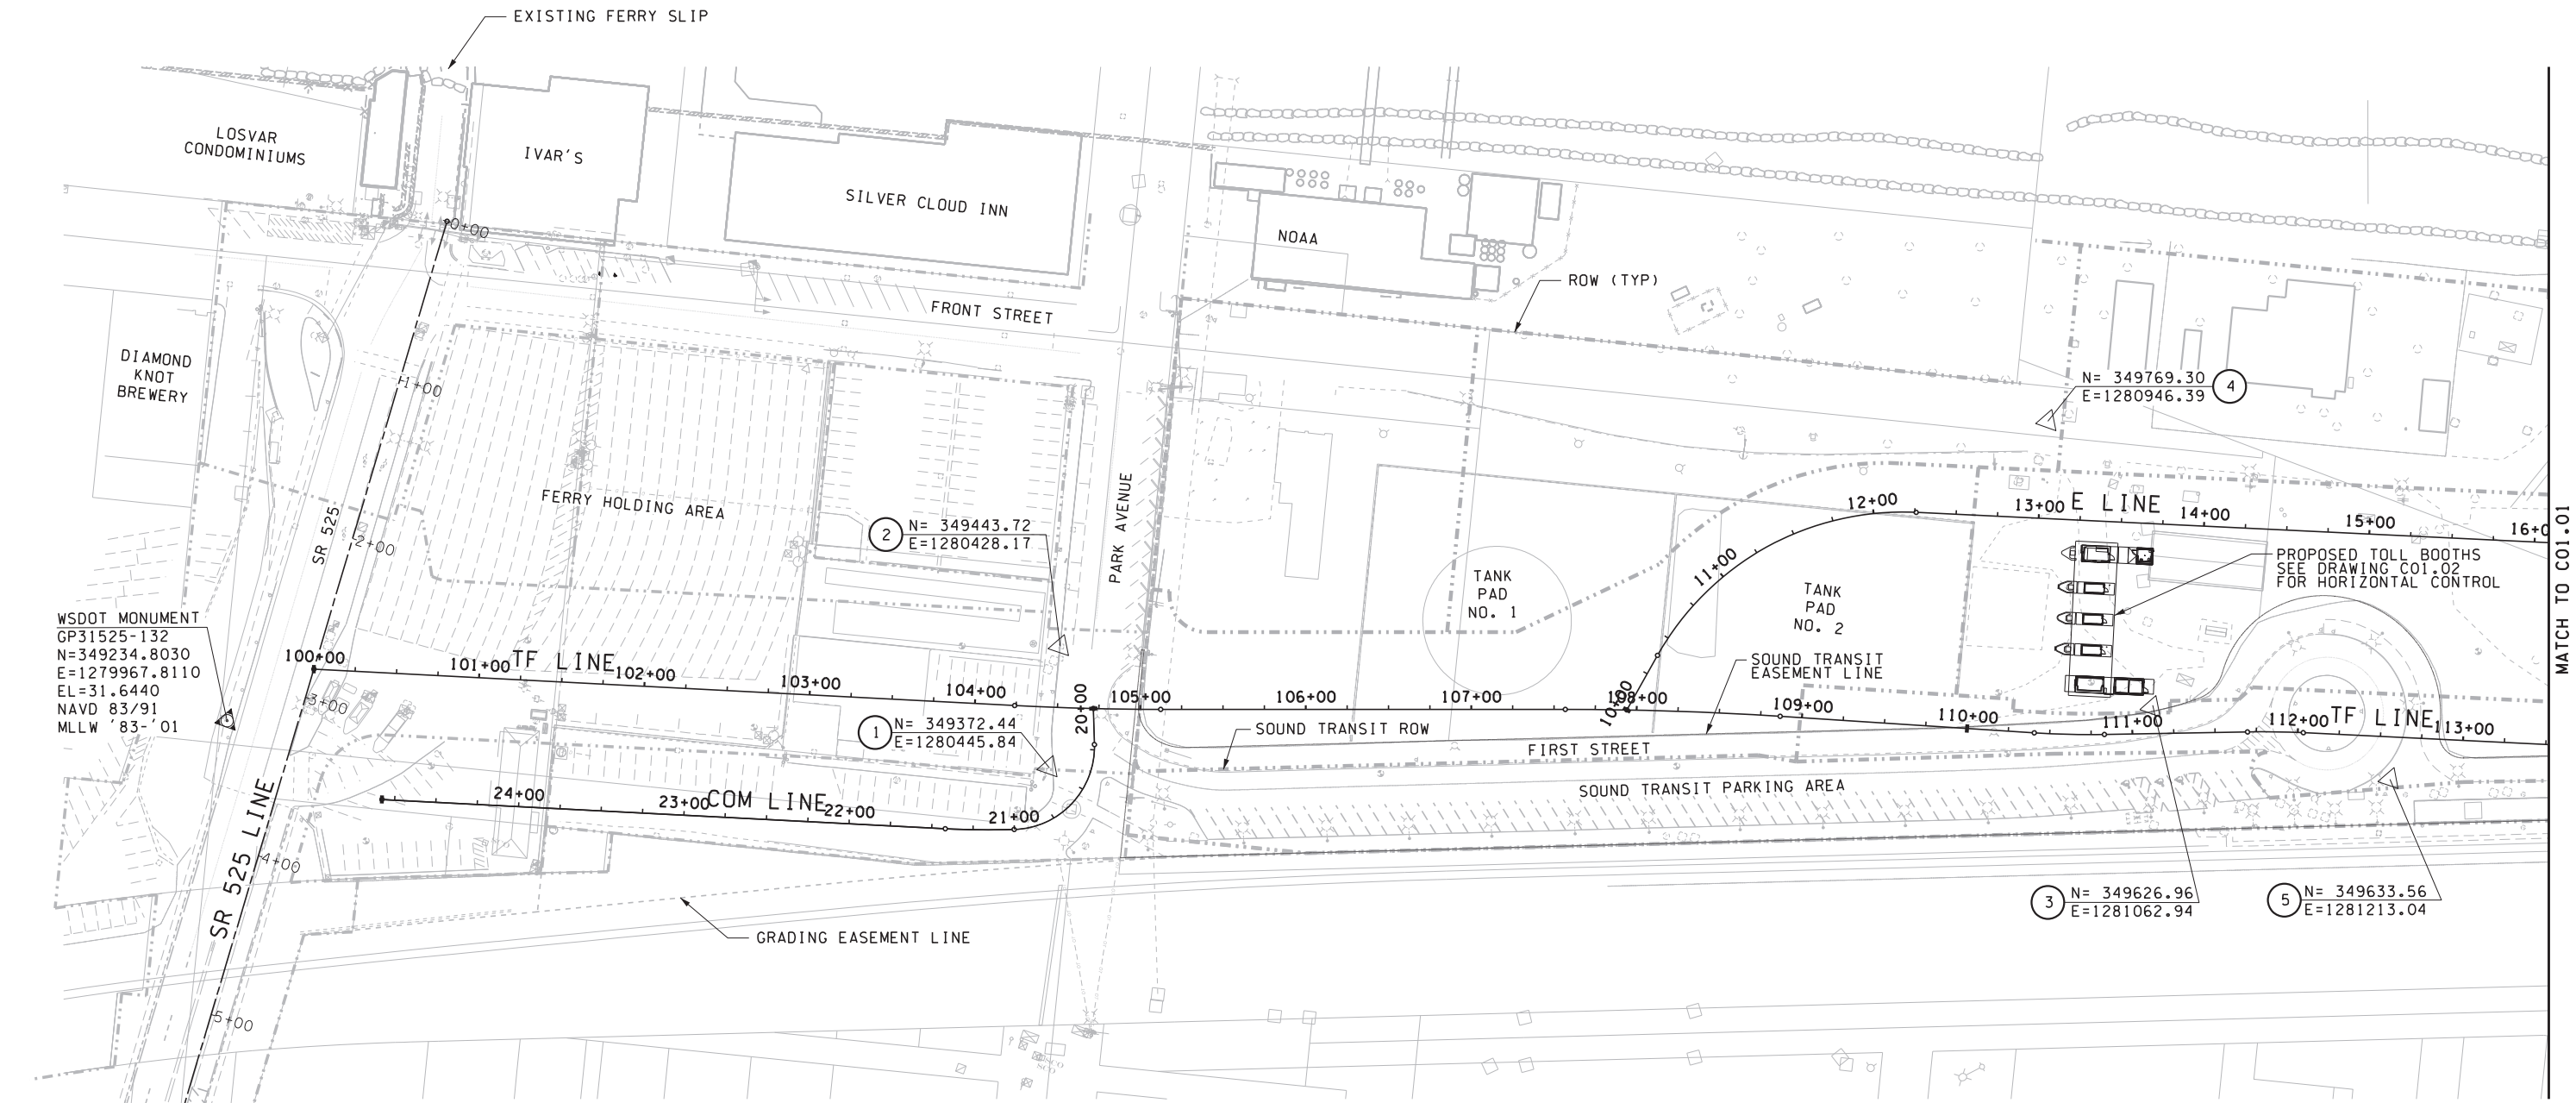 EXISTING FERRY SLIP
LOSVAR
CONDOMINIUMS
IVAR'S
SILVER CLOUD INN
NOAA
ROW (TYP)
0+00
FRONT STREET
DIAMOND
KNOT
BREWERY
1+00
N= 349769.30
E=1280946.39
4
FERRY HOLDING AREA
PARK AVENUE
SR 525
2+00
2
N= 349443.72
E=1280428.17
12+00
13+00
E LINE
14+00
15+00
16+0
11+00
10+00
TANK
PAD
NO. 1
TANK
PAD
NO. 2
PROPOSED TOLL BOOTHS
SEE DRAWING CO1.02
FOR HORIZONTAL CONTROL
MATCH TO CO1.01
WSDOT MONUMENT
GP31525-132
N=349234.8030
E=1279967.8110
EL=31.6440
NAVD 83/91
MLLW '83-'01
100+00
101+00
TF LINE
102+00
103+00
104+00
105+00
106+00
107+00
108+00
109+00
110+00
111+00
112+00
TF LINE
113+00
SOUND TRANSIT
EASEMENT LINE
3+00
20+00
1
N= 349372.44
E=1280445.84
SOUND TRANSIT ROW
FIRST STREET
SOUND TRANSIT PARKING AREA
24+00
23+00
COM LINE
22+00
21+00
SR 525 LINE
4+00
3
N= 349626.96
E=1281062.94
5
N= 349633.56
E=1281213.04
GRADING EASEMENT LINE
5+00